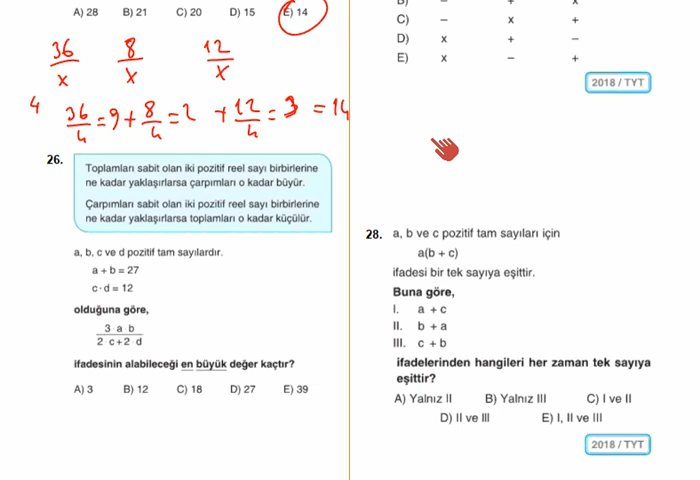 A) 28 B) 21 C) 20 D) 15 E) 14
36/x 8/x 12/x
4 36/4 = 9 + 8/4 = 2 + 12/4 = 3 = 14
26.
Toplamları sabit olan iki pozitif reel sayı birbirlerine
ne kadar yaklaşırlarsa çarpımları o kadar büyür.
Çarpımları sabit olan iki pozitif reel sayı birbirlerine
ne kadar yaklaşırlarsa toplamları o kadar küçülür.
a, b, c ve d pozitif tam sayılardır.
a + b = 27
c · d = 12
olduğuna göre,
3 a b
2 c+2 d
ifadesinin alabileceği en büyük değer kaçtır?
A) 3 B) 12 C) 18 D) 27 E) 39
C) − x +
D) x + −
E) x − +
2018 / TYT
28. a, b ve c pozitif tam sayıları için
a(b + c)
ifadesi bir tek sayıya eşittir.
Buna göre,
I. a + c
II. b + a
III. c + b
ifadelerinden hangileri her zaman tek sayıya
eşittir?
A) Yalnız II B) Yalnız III C) I ve II
D) II ve III E) I, II ve III
2018 / TYT